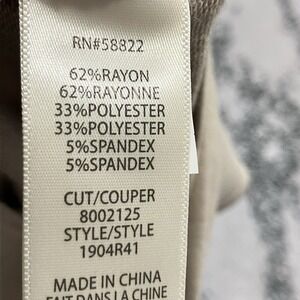 RN#58822
62%RAYON
62%RAYONNE
33%POLYESTER
33%POLYESTER
5%SPANDEX
5%SPANDEX
CUT/COUPER
8002125
STYLE/STYLE
1904R41
MADE IN CHINA
FAIT DANS LA CHINE